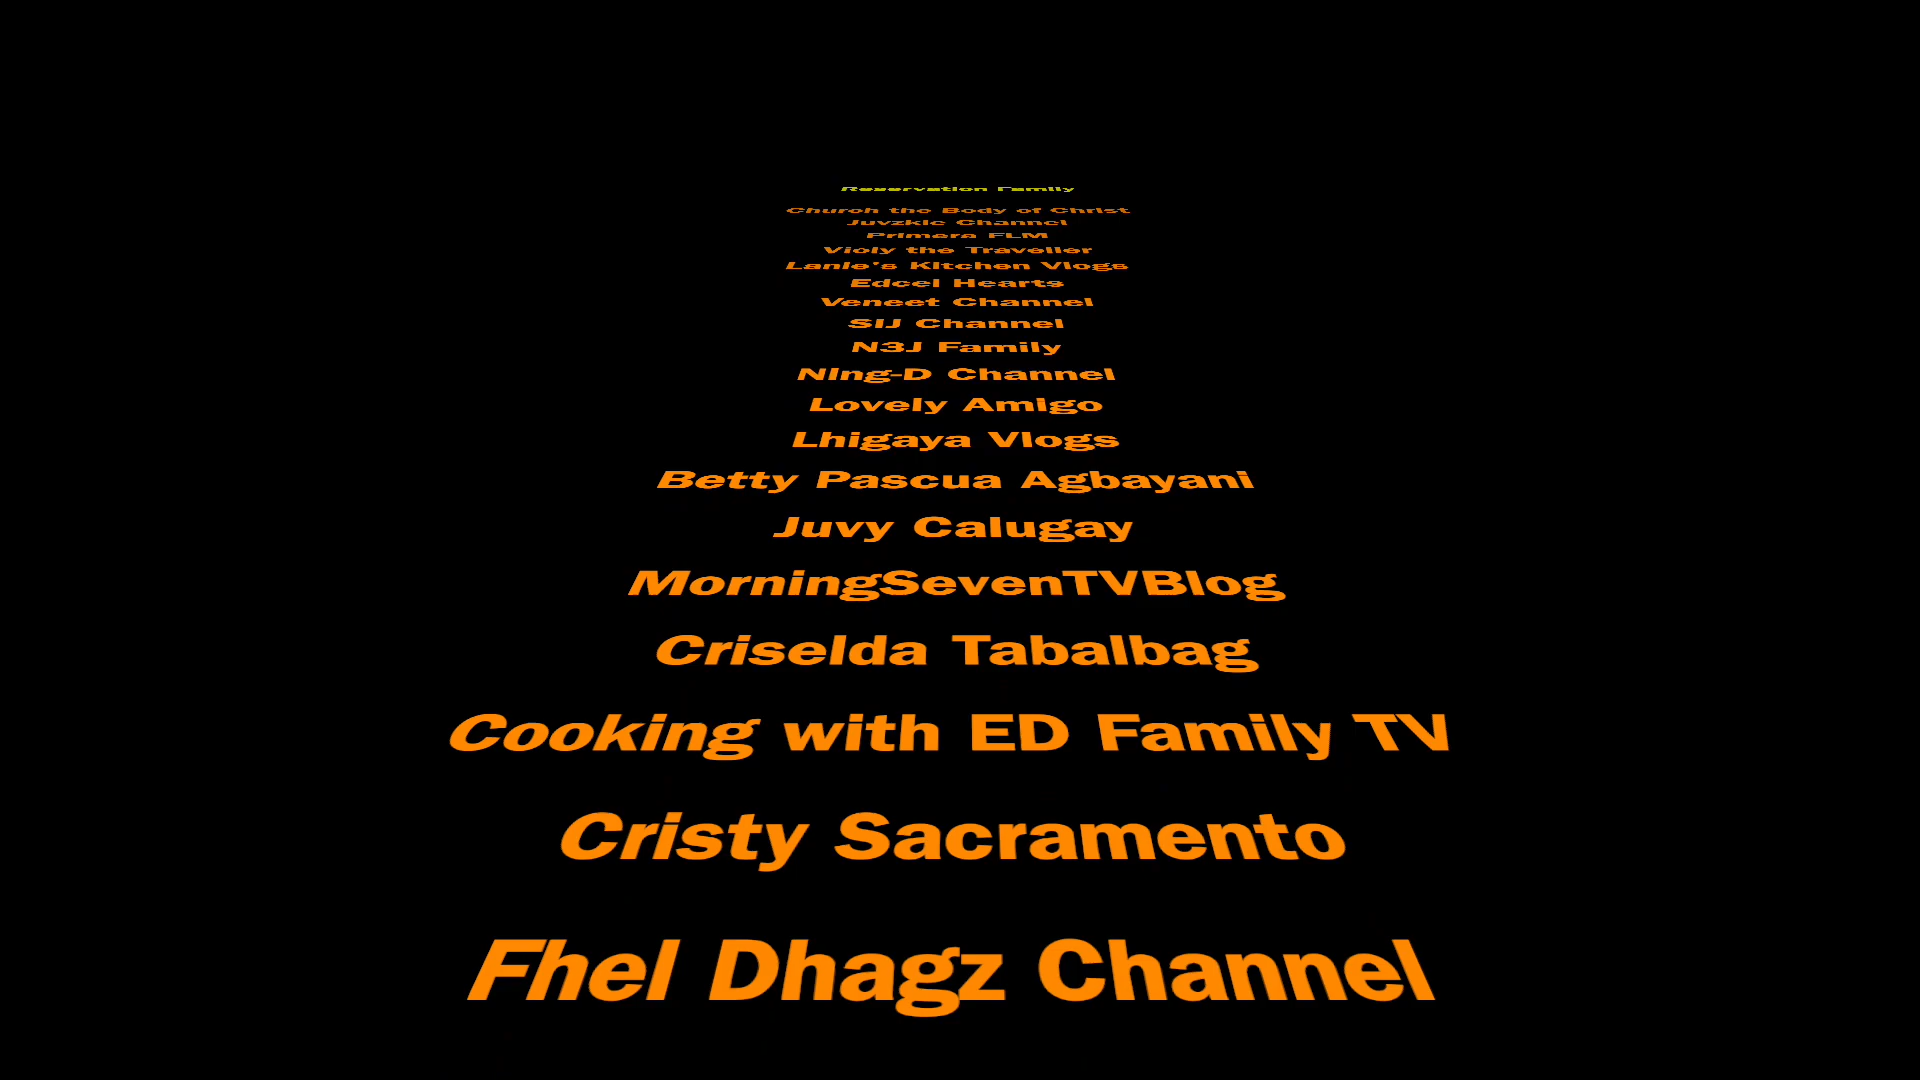 Reservation Family
Church the Body of Christ
Juvzkie Channel
Primera FLM
Violy the Traveller
Lanie's Kitchen Vlogs
Edcel Hearts
Veneet Channel
SIJ Channel
N3J Family
NIng-D Channel
Lovely Amigo
Lhigaya Vlogs
Betty Pascua Agbayani
Juvy Calugay
MorningSevenTVBlog
Criselda Tabalbag
Cooking with ED Family TV
Cristy Sacramento
Fhel Dhagz Channel